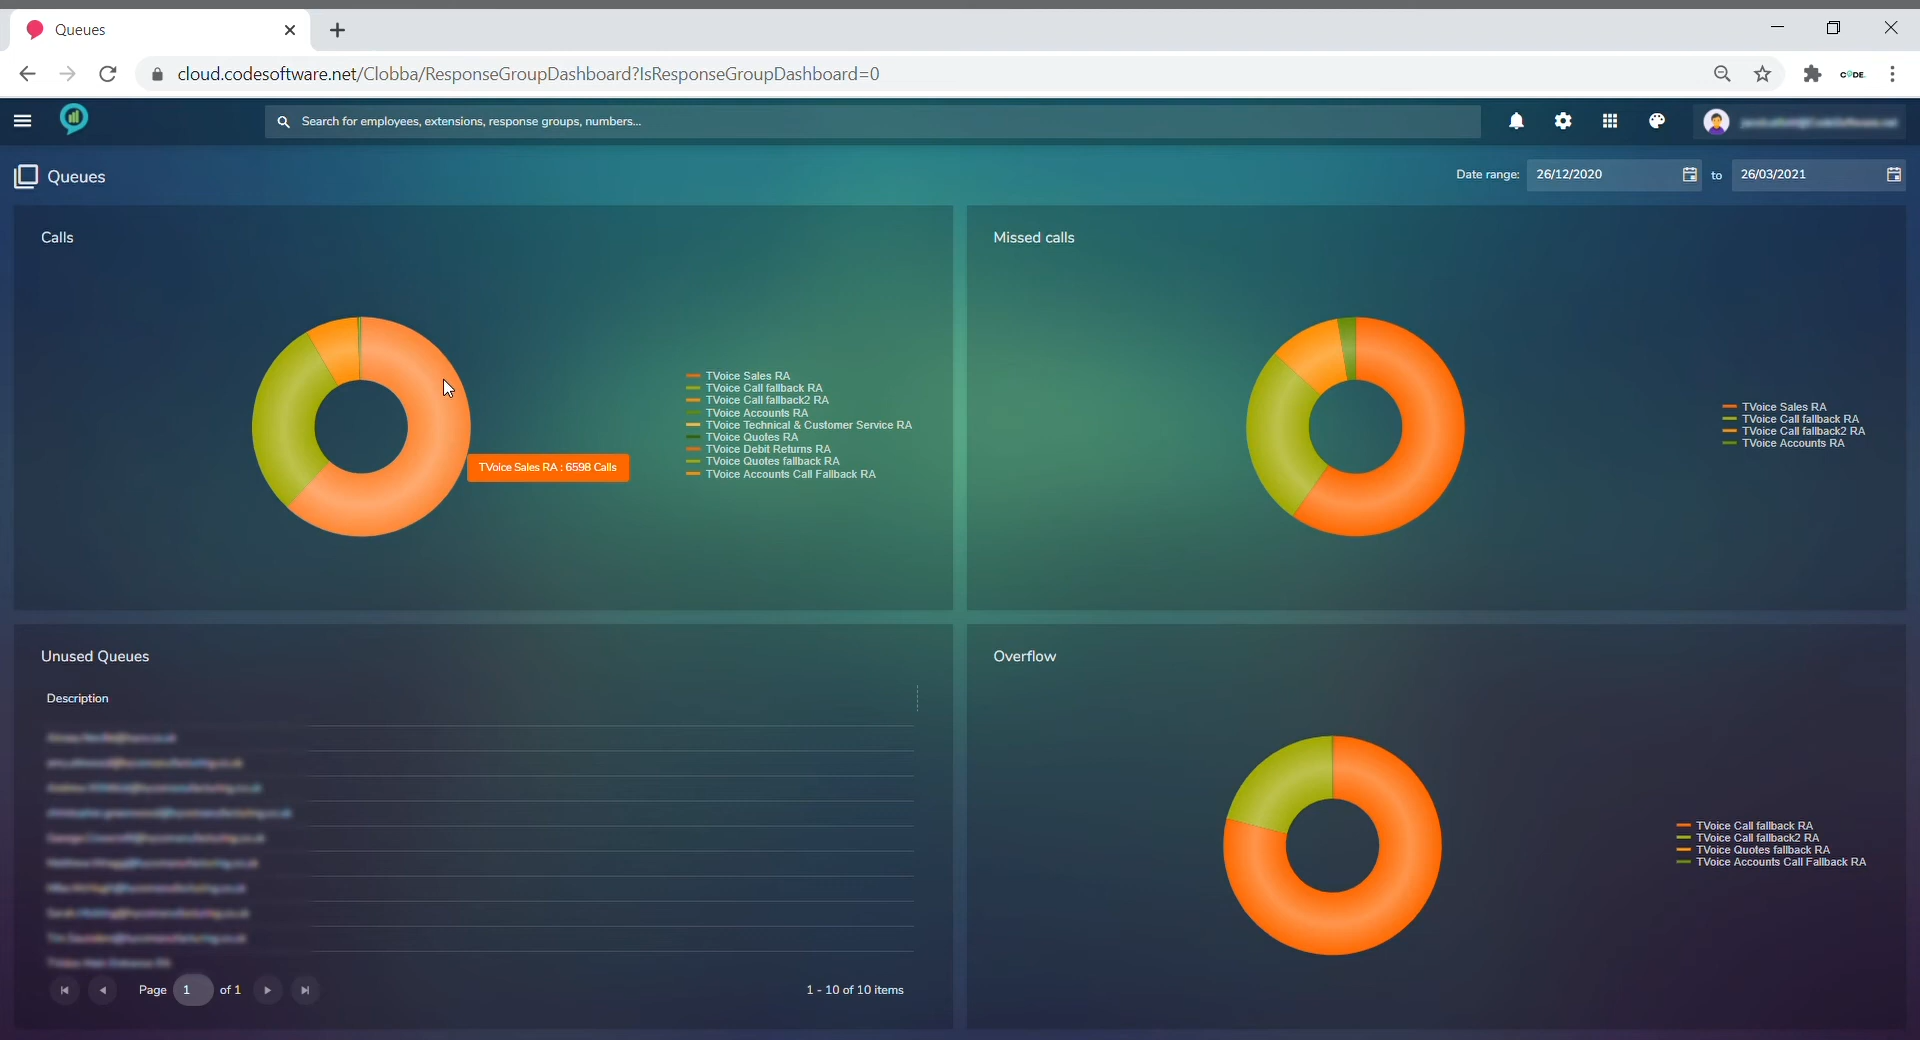 Queues
cloud.codesoftware.net/Clobba/ResponseGroupDashboard?IsResponseGroupDashboard=0
CODE.
Search for employees, extensions, response groups, numbers...
Queues
Date range: 26/12/2020 to 26/03/2021
Calls
TVoice Sales RA : 6598 Calls
TVoice Sales RA
TVoice Call fallback RA
TVoice Call fallback2 RA
TVoice Accounts RA
TVoice Technical & Customer Service RA
TVoice Quotes RA
TVoice Debit Returns RA
TVoice Quotes fallback RA
TVoice Accounts Call Fallback RA
Missed calls
TVoice Sales RA
TVoice Call fallback RA
TVoice Call fallback2 RA
TVoice Accounts RA
Unused Queues
Description
Page 1 of 1
1 - 10 of 10 items
Overflow
TVoice Call fallback RA
TVoice Call fallback2 RA
TVoice Quotes fallback RA
TVoice Accounts Call Fallback RA